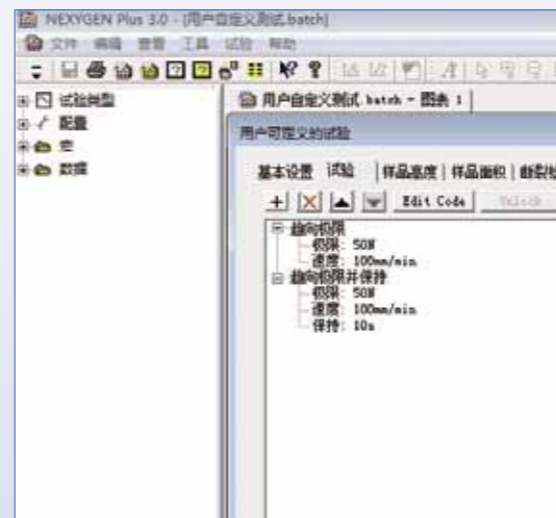 NEXYGEN Plus 3.0 - [用户自定义测试.batch]
文件 编辑 查看 工具 试验 帮助
试验类型
配置
库
数据
用户自定义测试.batch - 图表 1
用户可定义的试验
基本设置 试验 样品高度 样品面积
Edit Code
趋向极限
极限: 50N
速度: 100mm/min
趋向极限并保持
极限: 50N
速度: 100mm/min
保持: 10s